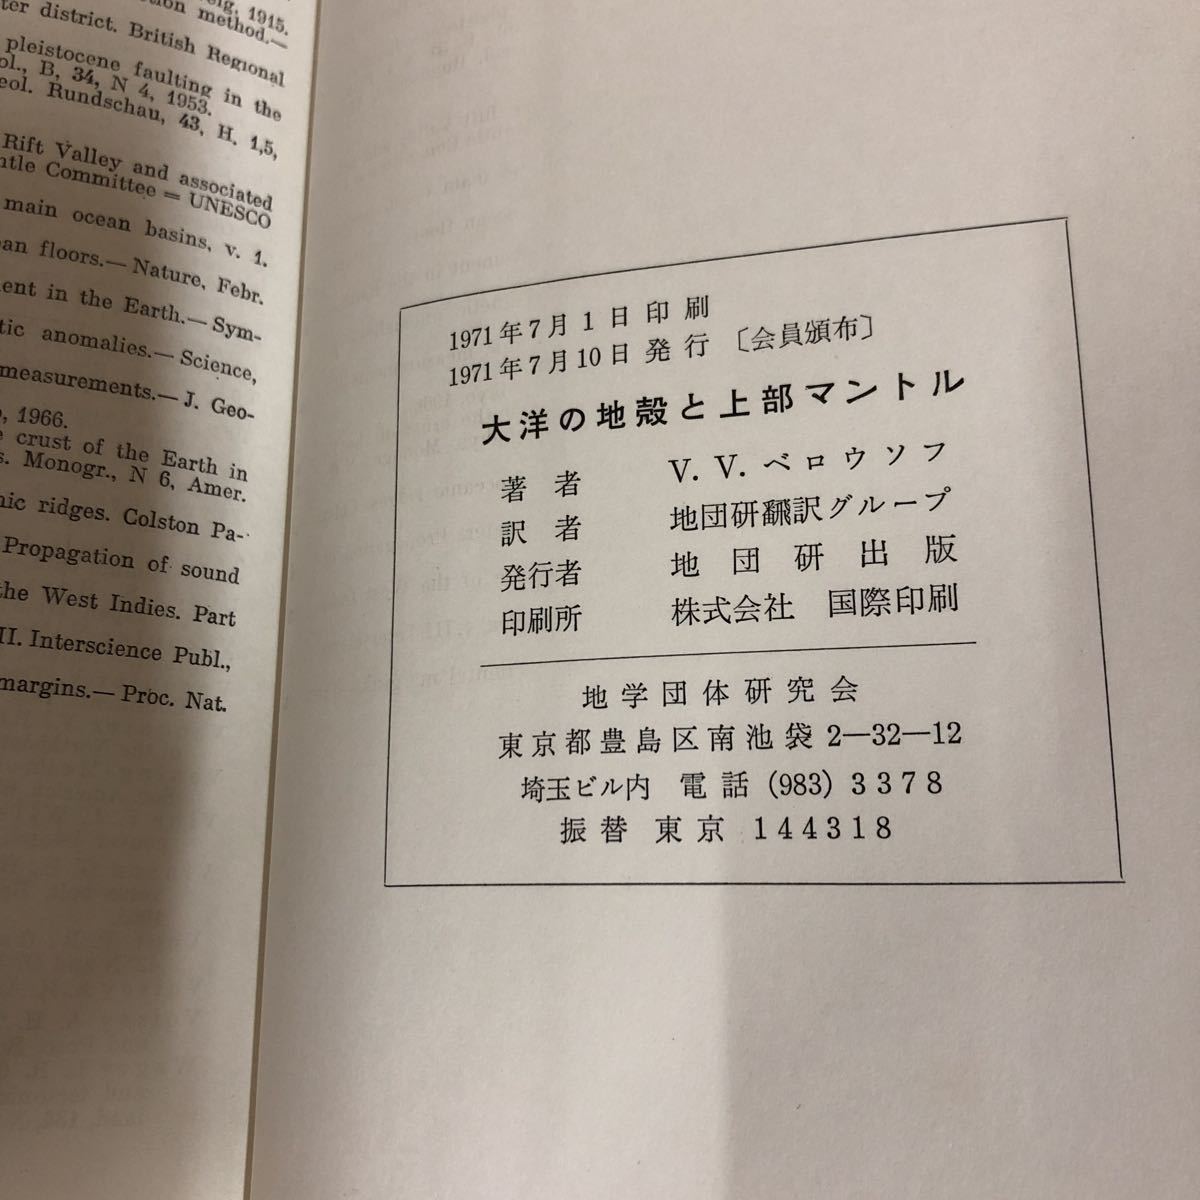 1915.
tion method.—
ter district. British Regional
pleistocene faulting in the
ol., B, 34, N 4, 1953.
eol. Rundschau, 43, H. 1,5,
Rift Valley and associated
ntle Committee = UNESCO
main ocean basins, v. 1.
an floors.— Nature, Febr.
ent in the Earth.— Sym-
tic anomalies.— Science,
measurements.— J. Geo-
, 1966.
e crust of the Earth in
s. Monogr., N 6, Amer.
nic ridges. Colston Pa-
Propagation of sound
the West Indies. Part
II. Interscience Publ.,
margins.— Proc. Nat.
1971年7月1日印刷
1971年7月10日発行〔会員頒布〕
大洋の地殻と上部マントル
著者 V. V. ベロウソフ
訳者 地団研飜訳グループ
発行者 地団研出版
印刷所 株式会社 国際印刷
地学団体研究会
東京都豊島区南池袋2—32—12
埼玉ビル内 電話 (983) 3378
振替 東京 144318